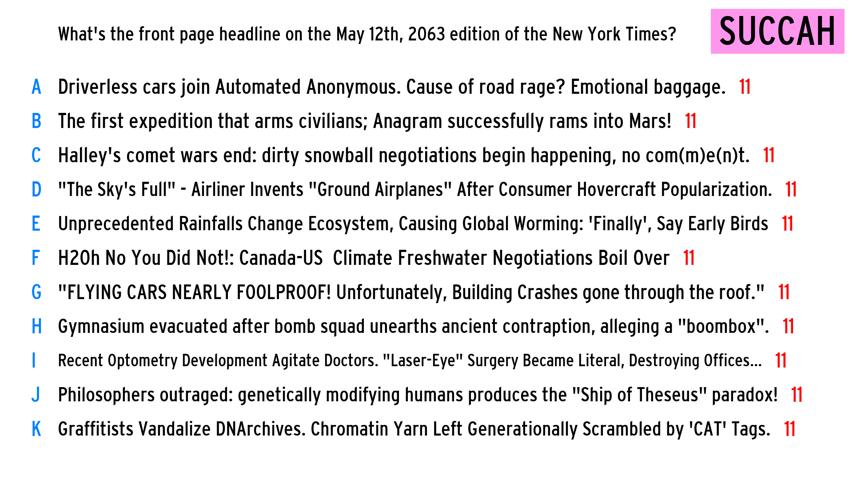 What's the front page headline on the May 12th, 2063 edition of the New York Times?
SUCCAH
A Driverless cars join Automated Anonymous. Cause of road rage? Emotional baggage. 11
B The first expedition that arms civilians; Anagram successfully rams into Mars! 11
C Halley's comet wars end: dirty snowball negotiations begin happening, no com(m)e(n)t. 11
D "The Sky's Full" - Airliner Invents "Ground Airplanes" After Consumer Hovercraft Popularization. 11
E Unprecedented Rainfalls Change Ecosystem, Causing Global Worming: 'Finally', Say Early Birds 11
F H2Oh No You Did Not!: Canada-US  Climate Freshwater Negotiations Boil Over 11
G "FLYING CARS NEARLY FOOLPROOF! Unfortunately, Building Crashes gone through the roof." 11
H Gymnasium evacuated after bomb squad unearths ancient contraption, alleging a "boombox". 11
I Recent Optometry Development Agitate Doctors. "Laser-Eye" Surgery Became Literal, Destroying Offices... 11
J Philosophers outraged: genetically modifying humans produces the "Ship of Theseus" paradox! 11
K Graffitists Vandalize DNArchives. Chromatin Yarn Left Generationally Scrambled by 'CAT' Tags. 11